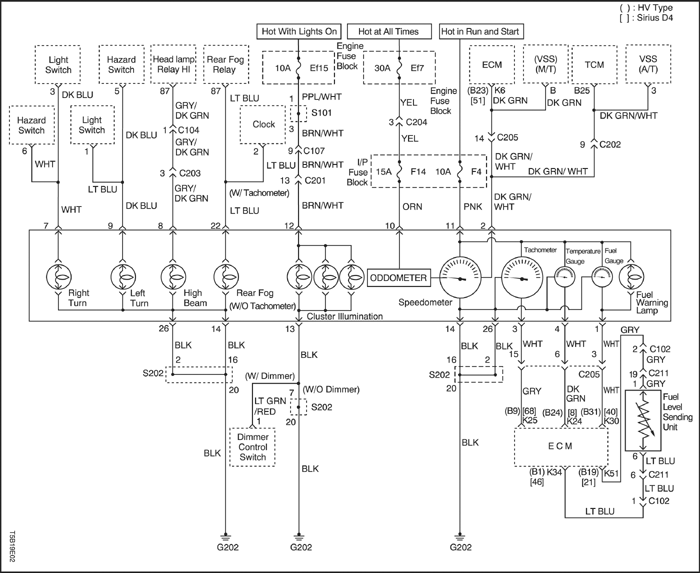 ( ) : HV Type
[ ] : Sirius D4
Hot With Lights On
Hot at All Times
Hot in Run and Start
Light Switch
Hazard Switch
Head lamp Relay HI
Rear Fog Relay
10A Ef15
Engine Fuse Block
30A Ef7
Engine Fuse Block
ECM
(VSS) (M/T)
TCM
VSS (A/T)
3 DK BLU
5
87
87
1 PPL/WHT
(B23) [51] K6
B
B25
3
DK GRN
DK GRN
DK GRN/WHT
Hazard Switch
Light Switch
DK BLU
GRY/ DK GRN
1 C104
GRY/ DK GRN
LT BLU
Clock
S101
3
BRN/WHT
YEL
3 C204
YEL
14 C205
9 C202
6 WHT
1
LT BLU
3 C203
GRY/ DK GRN
2
LT BLU
9 C107
BRN/WHT
13 C201
I/P Fuse Block
15A F14
10A F4
DK GRN/ WHT
DK GRN/ WHT
(W/ Tachometer)
WHT
DK BLU
LT BLU
BRN/WHT
ORN
PNK
DK GRN/ WHT
7
9
8
22
12
10
11
2
Right Turn
Left Turn
High Beam
Rear Fog
(W/O Tachometer)
Cluster Illumination
ODDOMETER
Speedometer
Tachometer
Temperature Gauge
Fuel Gauge
Fuel Warning Lamp
26
14
13
14
26
3
4
1
BLK
BLK
BLK
BLK
BLK
WHT
WHT
WHT
GRY
2
16
16
2
15
6
3
2 C102
GRY
S202
20
S202
20
C205
19 C211
1 GRY
(W/ Dimmer)
(W/O Dimmer)
LT GRN /RED
1
7
S202
20
GRY
DK GRN
WHT
Fuel Level Sending Unit
(B9) [68] K25
(B24) [8] K24
(B31) [40] K30
Dimmer Control Switch
BLK
BLK
BLK
ECM
(B1) [46] K34
(B19) [21] K51
6 LT BLU
6 C211
LT BLU
1 C102
LT BLU
G202
G202
G202
T5B19E02